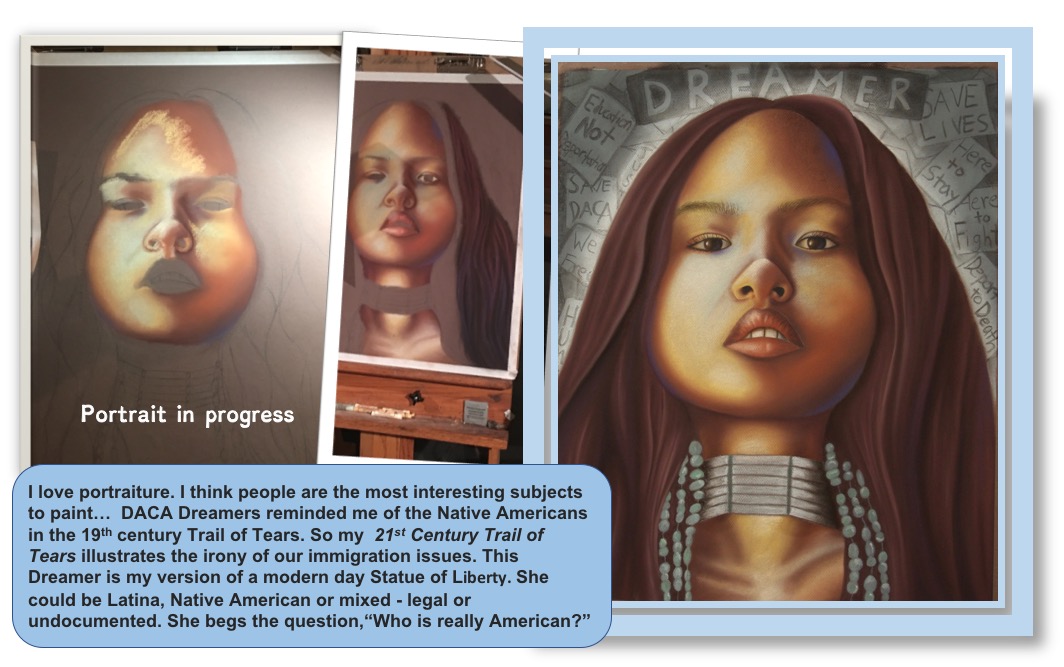 Portrait in progress
I love portraiture. I think people are the most interesting subjects
to paint… DACA Dreamers reminded me of the Native Americans
in the 19th century Trail of Tears. So my 21st Century Trail of
Tears illustrates the irony of our immigration issues. This
Dreamer is my version of a modern day Statue of Liberty. She
could be Latina, Native American or mixed - legal or
undocumented. She begs the question,“Who is really American?”
DREAMER
Education
Not
Deportation
SAVE
DACA
We
SAVE
LIVES
Here
to
Stay
Here
to
Fight
Deport
to Death